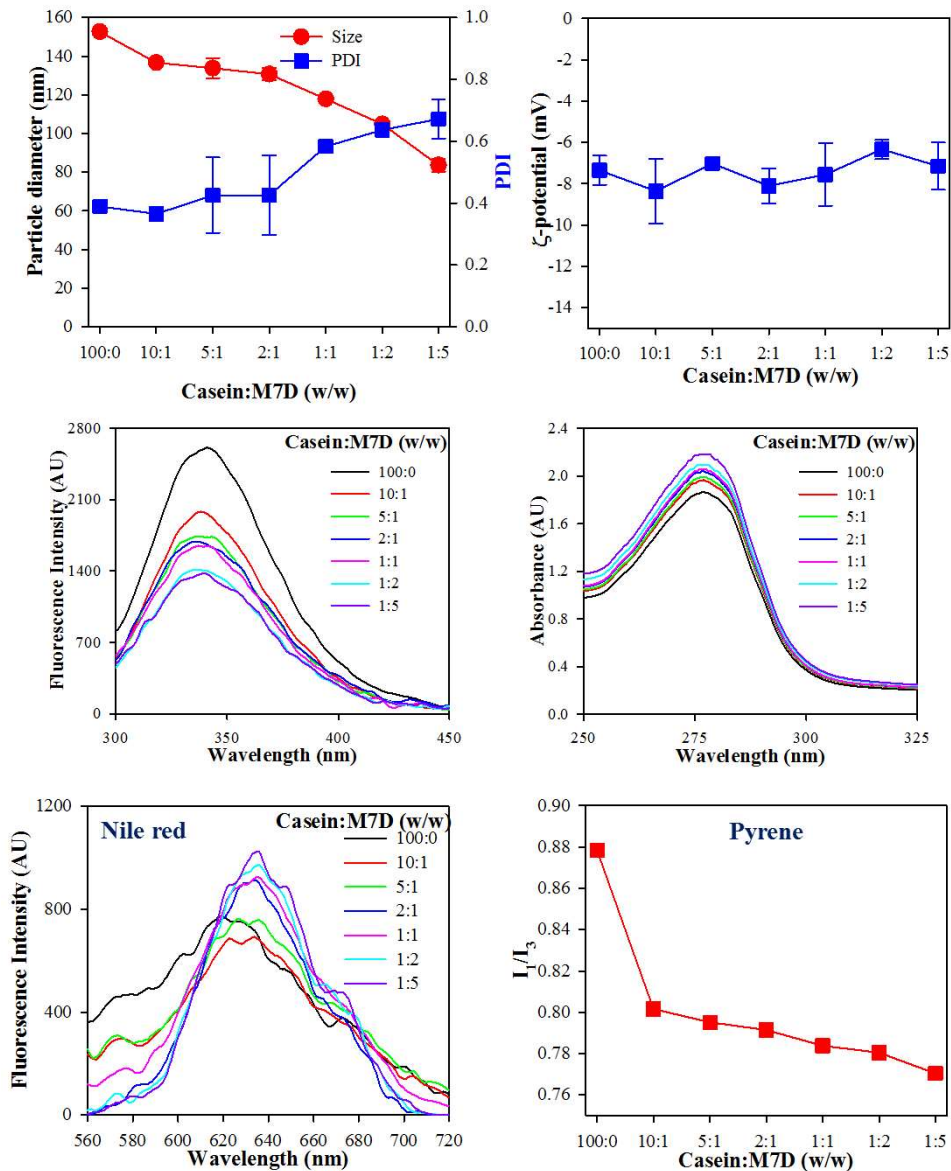 Particle diameter (nm)
160
140
120
100
80
60
40
20
0
Size
PDI
1.0
0.8
0.6
0.4
0.2
0.0
PDI
100:0 10:1 5:1 2:1 1:1 1:2 1:5
Casein:M7D (w/w)
ζ-potential (mV)
0
-2
-4
-6
-8
-10
-12
-14
100:0 10:1 5:1 2:1 1:1 1:2 1:5
Casein:M7D (w/w)
Fluorescence Intensity (AU)
2800
2100
1400
700
0
Casein:M7D (w/w)
100:0
10:1
5:1
2:1
1:1
1:2
1:5
300 350 400 450
Wavelength (nm)
Absorbance (AU)
2.4
2.0
1.6
1.2
0.8
0.4
0.0
Casein:M7D (w/w)
100:0
10:1
5:1
2:1
1:1
1:2
1:5
250 275 300 325
Wavelength (nm)
Fluorescence Intensity (AU)
1200
900
800
400
0
Nile red
Casein:M7D (w/w)
100:0
10:1
5:1
2:1
1:1
1:2
1:5
560 580 600 620 640 660 680 700 720
Wavelength (nm)
I1/I3
0.90
0.88
0.86
0.84
0.82
0.80
0.78
0.76
Pyrene
100:0 10:1 5:1 2:1 1:1 1:2 1:5
Casein:M7D (w/w)